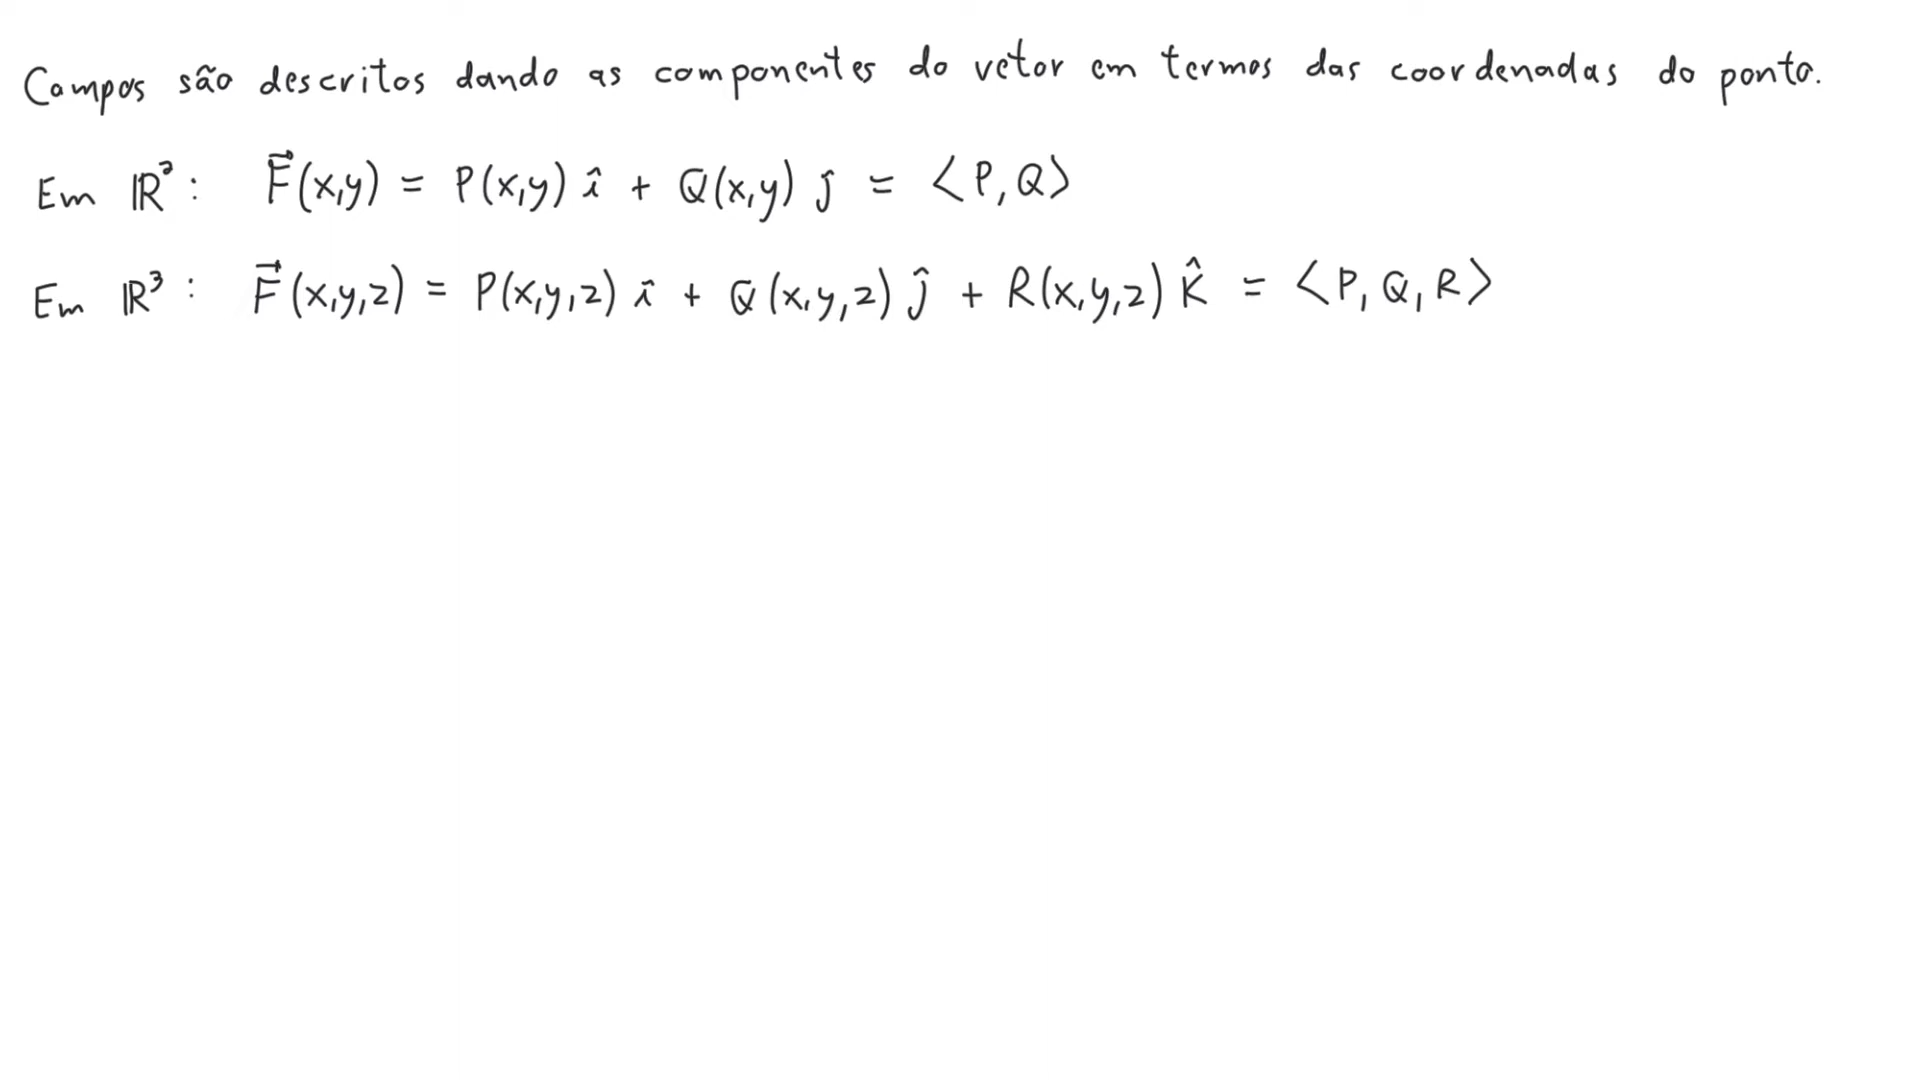 Campos são descritos dando as componentes do vetor em termos das coordenadas do ponto.
Em ℝ²: F⃗(x,y) = P(x,y) î + Q(x,y) ĵ = ⟨P, Q⟩
Em ℝ³: F⃗(x,y,z) = P(x,y,z) î + Q(x,y,z) ĵ + R(x,y,z) k̂ = ⟨P, Q, R⟩